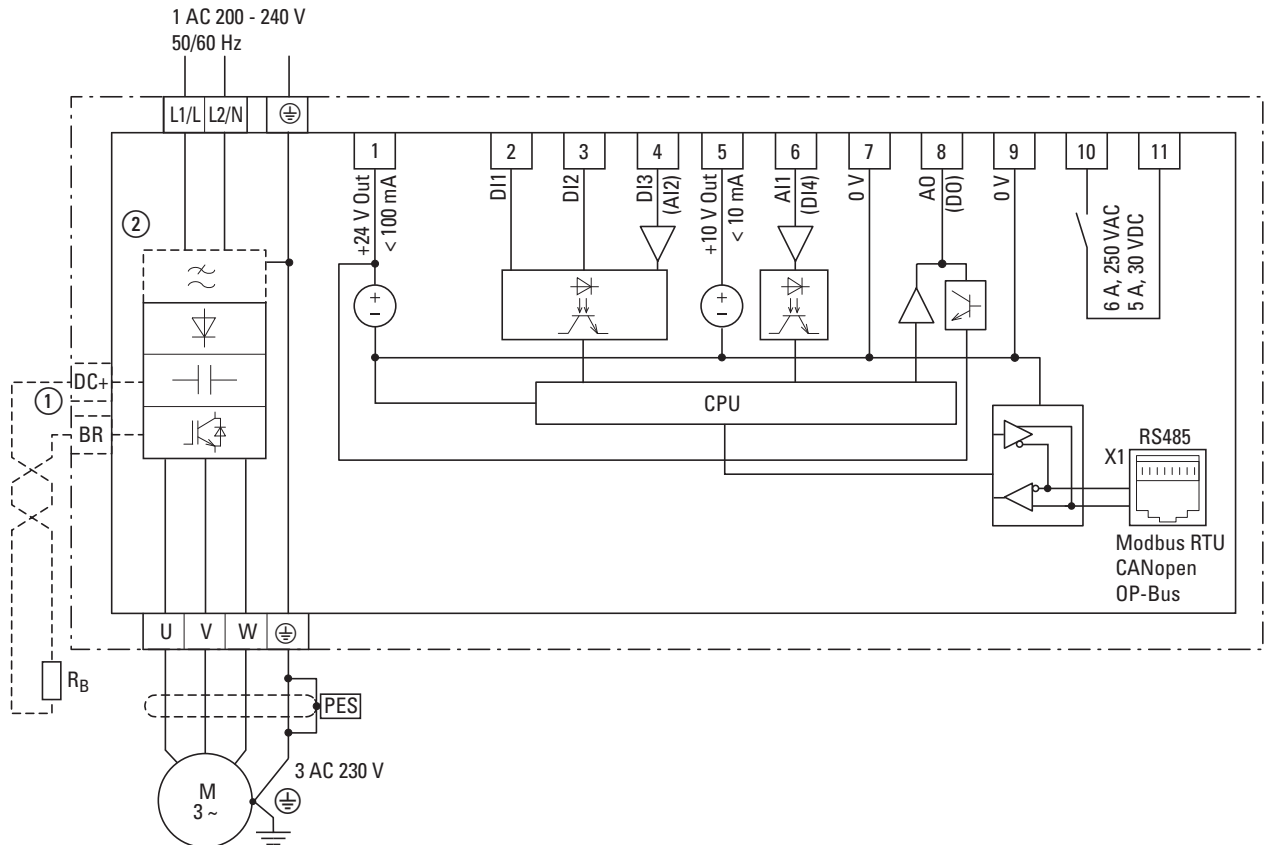 1 AC 200 - 240 V
50/60 Hz
L1/L L2/N
1 2 3 4 5 6 7 8 9 10 11
+24 V Out
< 100 mA
DI1
DI2
DI3
(AI2)
+10 V Out
< 10 mA
AI1
(DI4)
0 V
AO
(DO)
0 V
6 A, 250 VAC
5 A, 30 VDC
2
+
−
+
−
DC+
1
BR
CPU
RS485
X1
Modbus RTU
CANopen
OP-Bus
U V W
RB
PES
3 AC 230 V
M
3 ~